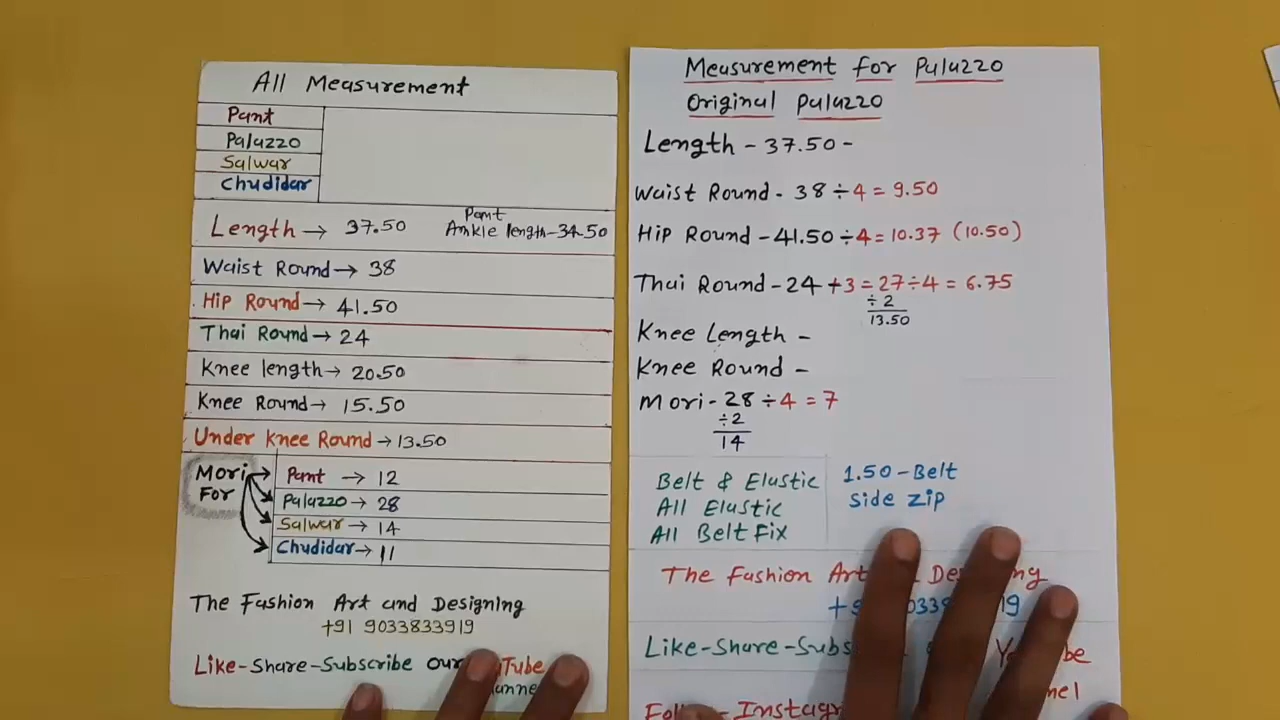 All Measurement
Pant
Palazzo
Salwar
Chudidar
Length → 37.50 Pant
Ankle length-34.50
Waist Round → 38
Hip Round → 41.50
Thai Round → 24
Knee length → 20.50
Knee Round → 15.50
Under Knee Round → 13.50
Mori For
Pant → 12
Palazzo → 28
Salwar → 14
Chudidar → 11
The Fashion Art and Designing
+91 9033833919
Like-Share-Subscribe our
Measurement for Palazzo
Original Palazzo
Length - 37.50 -
Waist Round - 38 ÷ 4 = 9.50
Hip Round - 41.50 ÷ 4 = 10.37 (10.50)
Thai Round - 24 + 3 = 27 ÷ 4 = 6.75
÷ 2
13.50
Knee Length -
Knee Round -
Mori - 28 ÷ 4 = 7
÷2
14
Belt & Elastic
All Elastic
All Belt Fix
1.50 - Belt
Side Zip
The Fashion Art
Like-Share-